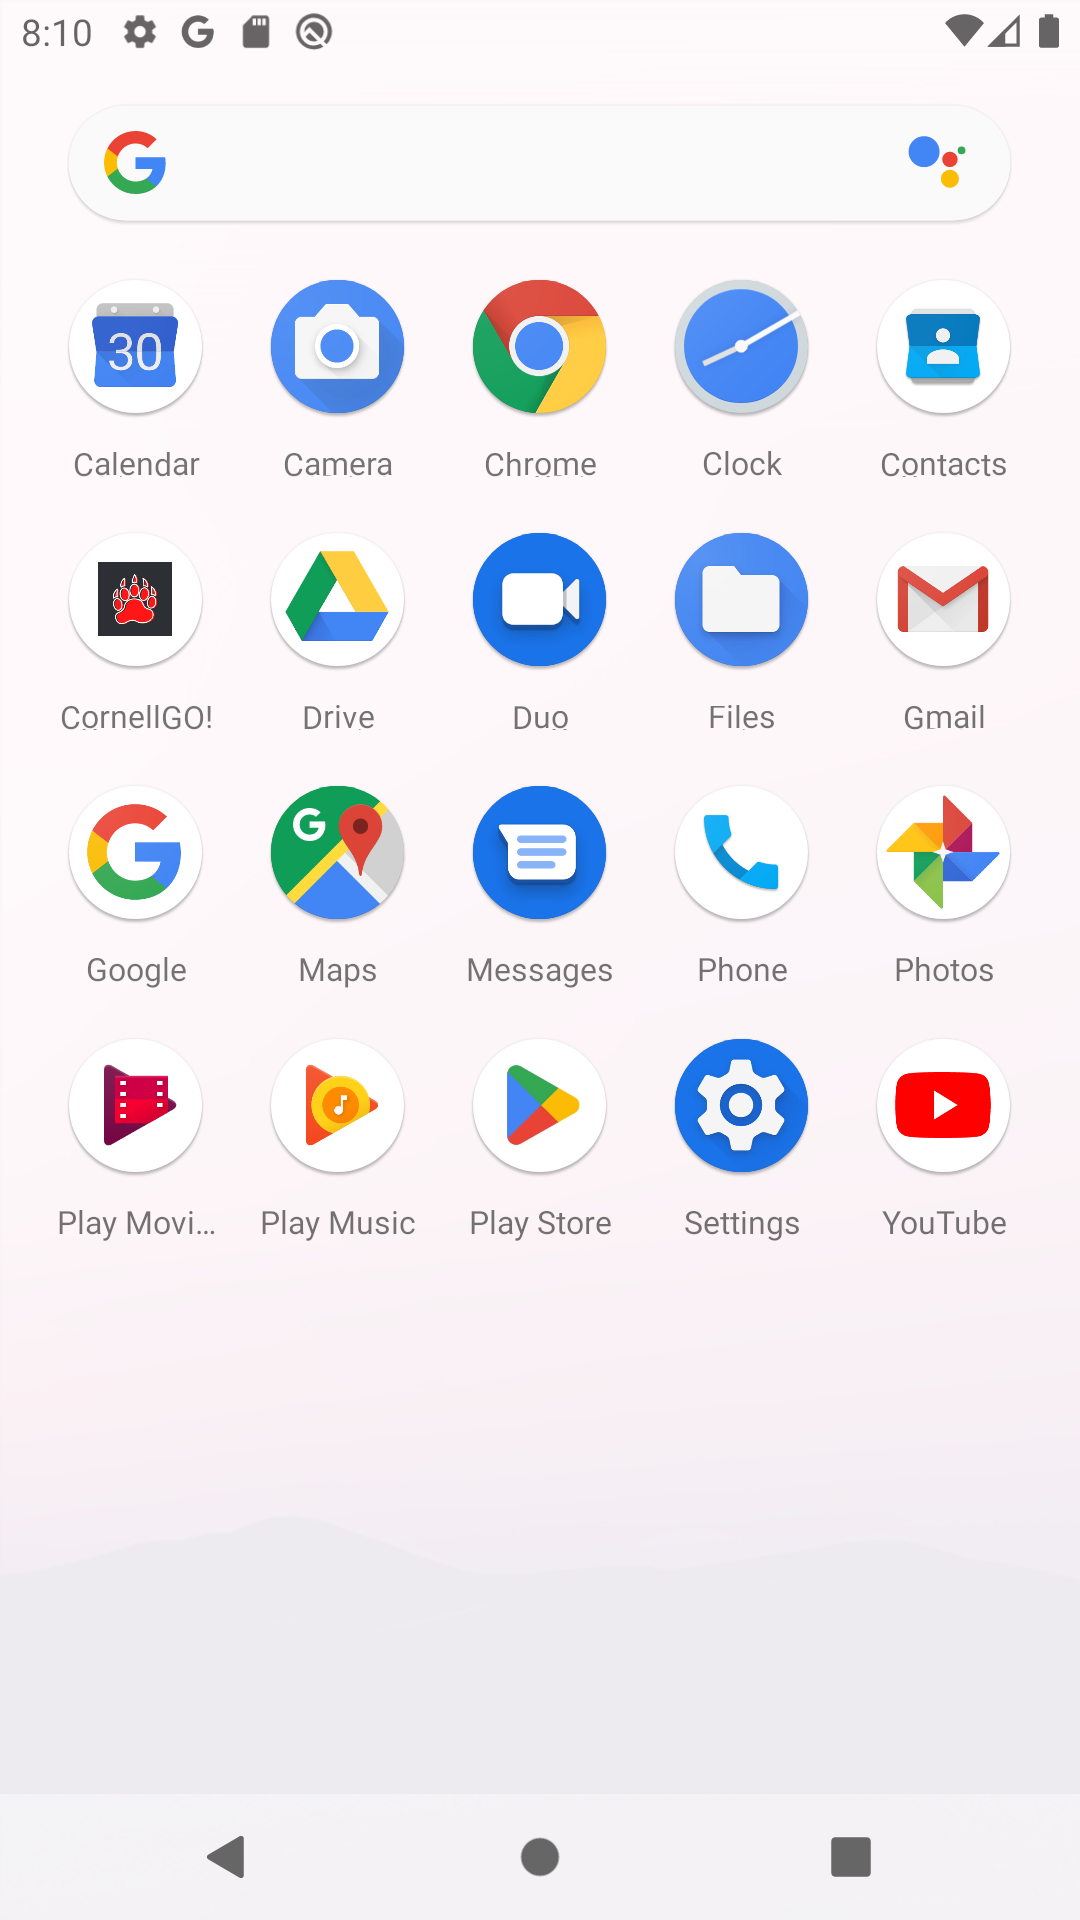 8:10
30
Calendar Camera Chrome Clock Contacts
CornellGO! Drive Duo Files Gmail
Google Maps Messages Phone Photos
Play Movi... Play Music Play Store Settings YouTube